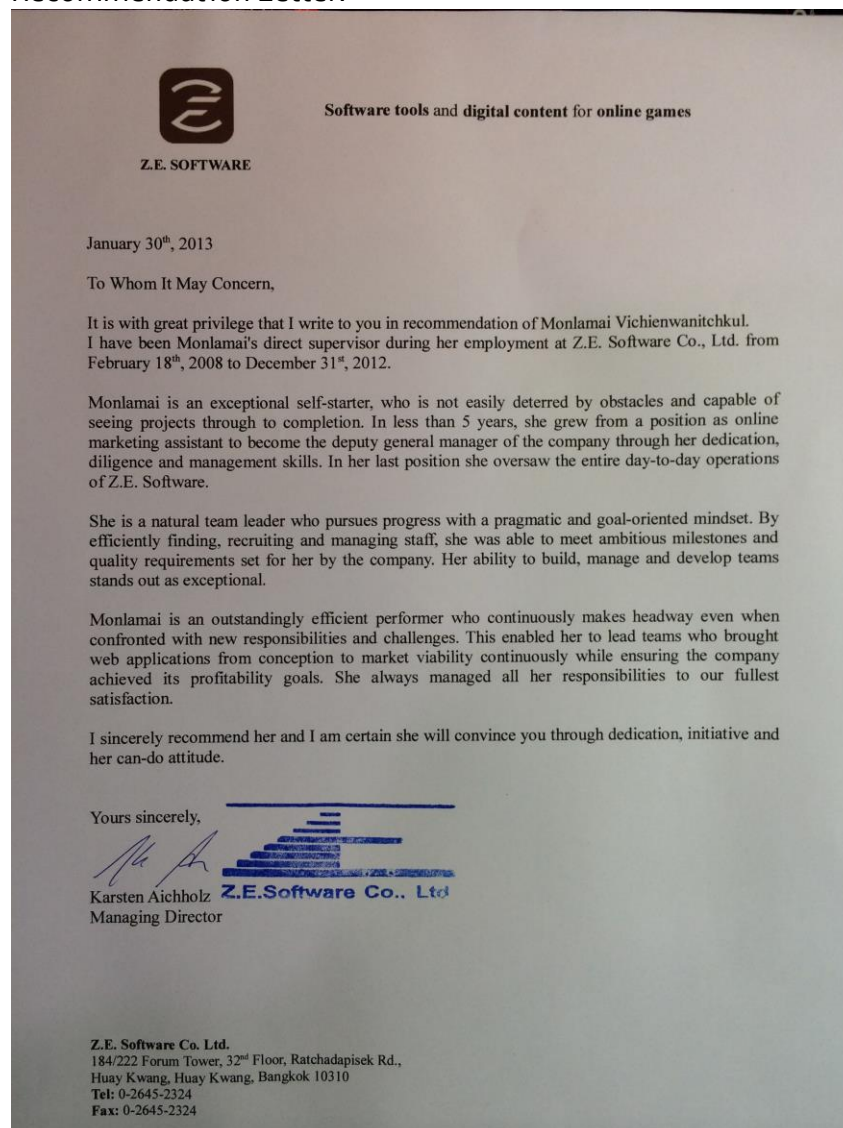 Recommendation Letter:
Software tools and digital content for online games
Z.E. SOFTWARE
January 30th, 2013
To Whom It May Concern,
It is with great privilege that I write to you in recommendation of Monlamai Vichienwanitchkul.
I have been Monlamai's direct supervisor during her employment at Z.E. Software Co., Ltd. from
February 18th, 2008 to December 31st, 2012.
Monlamai is an exceptional self-starter, who is not easily deterred by obstacles and capable of
seeing projects through to completion. In less than 5 years, she grew from a position as online
marketing assistant to become the deputy general manager of the company through her dedication,
diligence and management skills. In her last position she oversaw the entire day-to-day operations
of Z.E. Software.
She is a natural team leader who pursues progress with a pragmatic and goal-oriented mindset. By
efficiently finding, recruiting and managing staff, she was able to meet ambitious milestones and
quality requirements set for her by the company. Her ability to build, manage and develop teams
stands out as exceptional.
Monlamai is an outstandingly efficient performer who continuously makes headway even when
confronted with new responsibilities and challenges. This enabled her to lead teams who brought
web applications from conception to market viability continuously while ensuring the company
achieved its profitability goals. She always managed all her responsibilities to our fullest
satisfaction.
I sincerely recommend her and I am certain she will convince you through dedication, initiative and
her can-do attitude.
Yours sincerely,
Karsten Aichholz
Z.E.Software Co.. Ltd
Managing Director
Z.E. Software Co. Ltd.
184/222 Forum Tower, 32nd Floor, Ratchadapisek Rd.,
Huay Kwang, Huay Kwang, Bangkok 10310
Tel: 0-2645-2324
Fax: 0-2645-2324